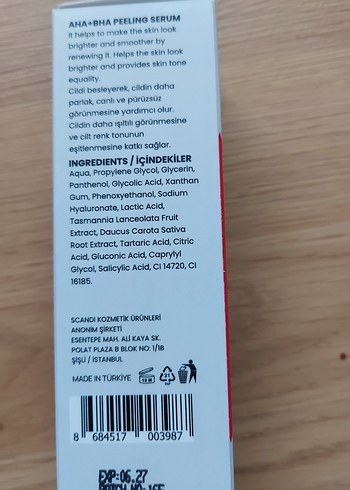 AHA+BHA PEELING SERUM
It helps to make the skin look
brighter and smoother by
renewing it. Helps the skin look
brighter and provides skin tone
equality.
Cildi besleyerek, cildin daha
parlak, canlı ve pürüzsüz
görünmesine yardımcı olur.
Cildin daha ışıltılı görünmesine
ve cilt renk tonunun
eşitlenmesine katkı sağlar.
INGREDIENTS / İÇİNDEKİLER
Aqua, Propylene Glycol, Glycerin,
Panthenol, Glycolic Acid, Xanthan
Gum, Phenoxyethanol, Sodium
Hyaluronate, Lactic Acid,
Tasmannia Lanceolata Fruit
Extract, Daucus Carota Sativa
Root Extract, Tartaric Acid, Citric
Acid, Gluconic Acid, Caprylyl
Glycol, Salicylic Acid, CI 14720, CI
16185.
SCANDI KOZMETİK ÜRÜNLERİ
ANONİM ŞİRKETİ
ESENTEPE MAH. ALİ KAYA SK.
POLAT PLAZA B BLOK NO: 1/1B
ŞİŞLİ / İSTANBUL
MADE IN TÜRKİYE
8 684517 003987
EXP:06.27
BATCH NO:165